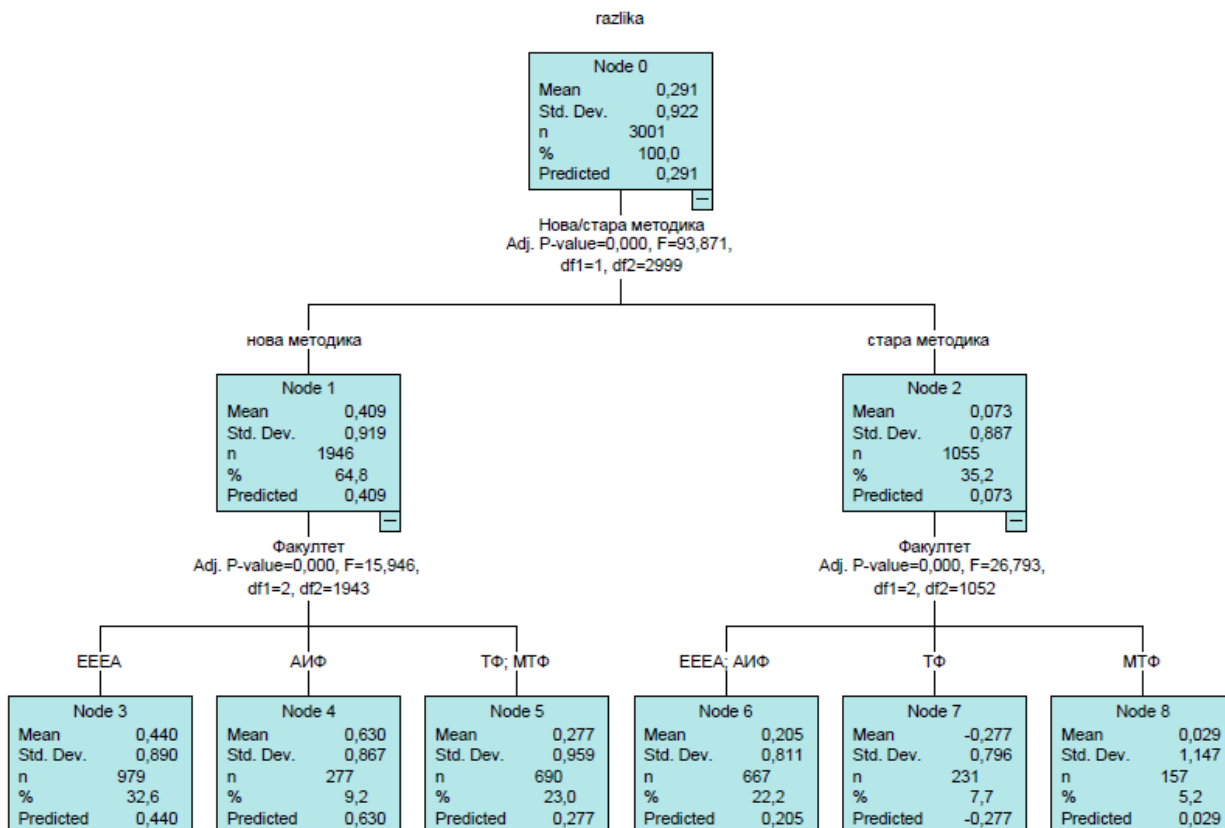 razlika
Node 0
Mean 0,291
Std. Dev. 0,922
n 3001
% 100,0
Predicted 0,291
Нова/стара методика
Adj. P-value=0,000, F=93,871,
df1=1, df2=2999
нова методика
стара методика
Node 1
Mean 0,409
Std. Dev. 0,919
n 1946
% 64,8
Predicted 0,409
Node 2
Mean 0,073
Std. Dev. 0,887
n 1055
% 35,2
Predicted 0,073
Факултет
Adj. P-value=0,000, F=15,946,
df1=2, df2=1943
Факултет
Adj. P-value=0,000, F=26,793,
df1=2, df2=1052
ЕЕЕА
АИФ
ТФ; МТФ
ЕЕЕА; АИФ
ТФ
МТФ
Node 3
Mean 0,440
Std. Dev. 0,890
n 979
% 32,6
Predicted 0,440
Node 4
Mean 0,630
Std. Dev. 0,867
n 277
% 9,2
Predicted 0,630
Node 5
Mean 0,277
Std. Dev. 0,959
n 690
% 23,0
Predicted 0,277
Node 6
Mean 0,205
Std. Dev. 0,811
n 667
% 22,2
Predicted 0,205
Node 7
Mean -0,277
Std. Dev. 0,796
n 231
% 7,7
Predicted -0,277
Node 8
Mean 0,029
Std. Dev. 1,147
n 157
% 5,2
Predicted 0,029